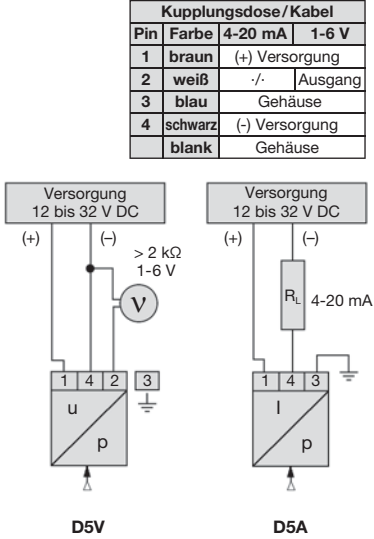 Kupplungsdose/Kabel
Pin Farbe 4-20 mA 1-6 V
1 braun (+) Versorgung
2 weiß ·/· Ausgang
3 blau Gehäuse
4 schwarz (-) Versorgung
blank Gehäuse
Versorgung
12 bis 32 V DC
(+) (–)
> 2 kΩ
1-6 V
V
1 4 2 3
u
p
D5V
Versorgung
12 bis 32 V DC
(+) (–)
RL 4-20 mA
1 4 3
I
p
D5A